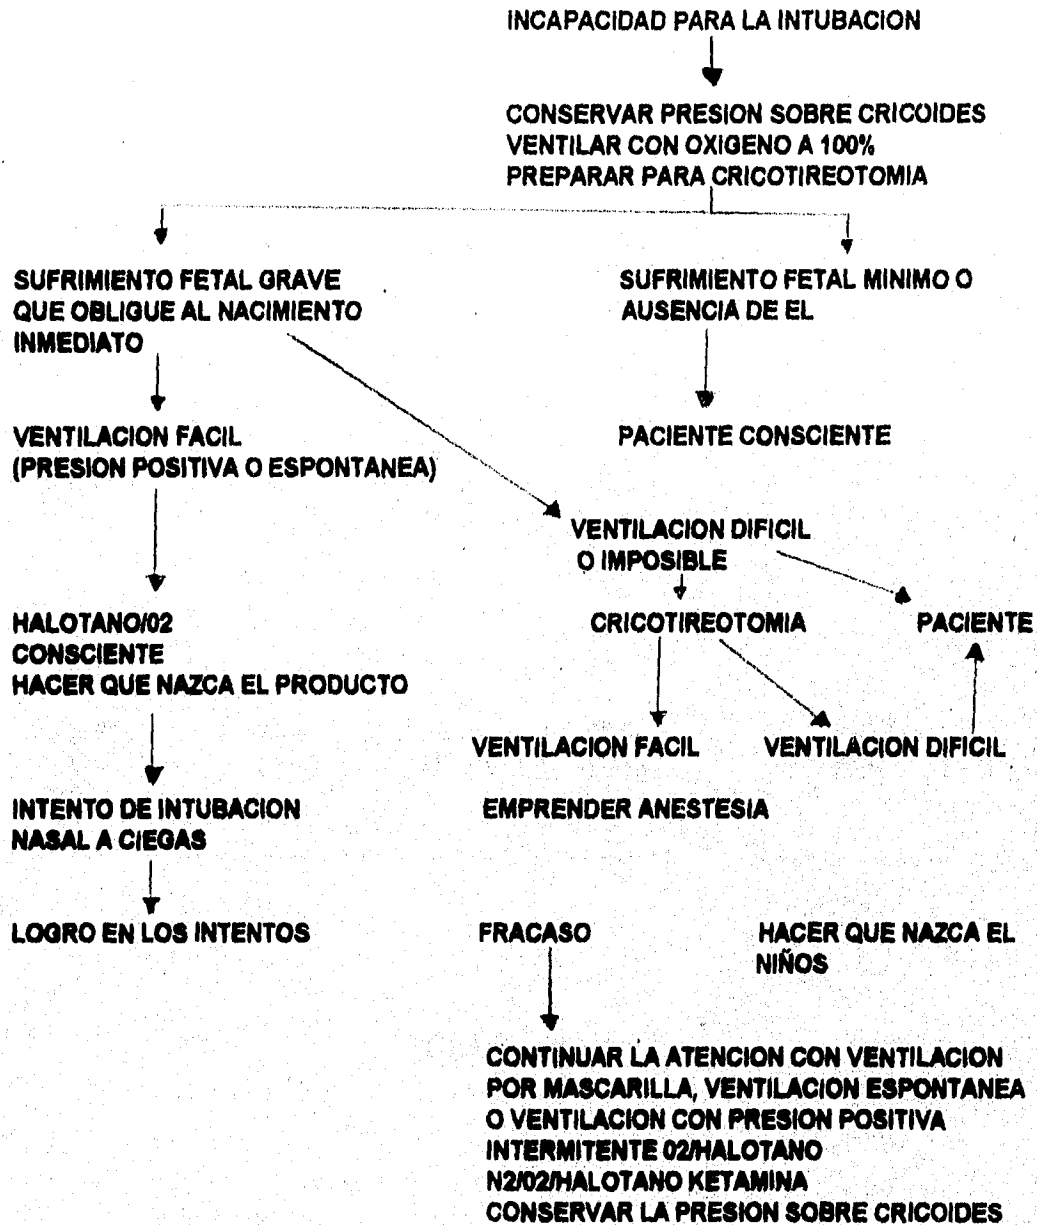 INCAPACIDAD PARA LA INTUBACION
CONSERVAR PRESION SOBRE CRICOIDES
VENTILAR CON OXIGENO A 100%
PREPARAR PARA CRICOTIREOTOMIA
SUFRIMIENTO FETAL GRAVE
QUE OBLIGUE AL NACIMIENTO
INMEDIATO
SUFRIMIENTO FETAL MINIMO O
AUSENCIA DE EL
VENTILACION FACIL
(PRESION POSITIVA O ESPONTANEA)
PACIENTE CONSCIENTE
VENTILACION DIFICIL
O IMPOSIBLE
HALOTANO/02
CONSCIENTE
HACER QUE NAZCA EL PRODUCTO
CRICOTIREOTOMIA
PACIENTE
VENTILACION FACIL
VENTILACION DIFICIL
INTENTO DE INTUBACION
NASAL A CIEGAS
EMPRENDER ANESTESIA
LOGRO EN LOS INTENTOS
FRACASO
HACER QUE NAZCA EL
NIÑOS
CONTINUAR LA ATENCION CON VENTILACION
POR MASCARILLA, VENTILACION ESPONTANEA
O VENTILACION CON PRESION POSITIVA
INTERMITENTE 02/HALOTANO
N2/02/HALOTANO KETAMINA
CONSERVAR LA PRESION SOBRE CRICOIDES